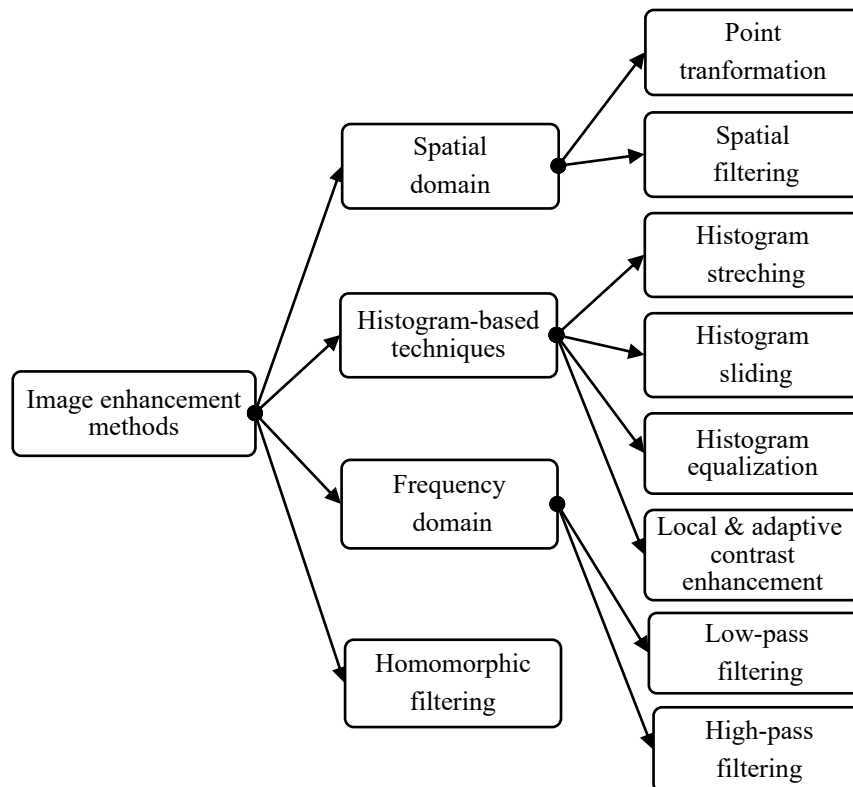 Point
tranformation
Spatial
domain
Spatial
filtering
Histogram
streching
Histogram-based
techniques
Histogram
sliding
Image enhancement
methods
Histogram
equalization
Frequency
domain
Local & adaptive
contrast
enhancement
Low-pass
filtering
Homomorphic
filtering
High-pass
filtering